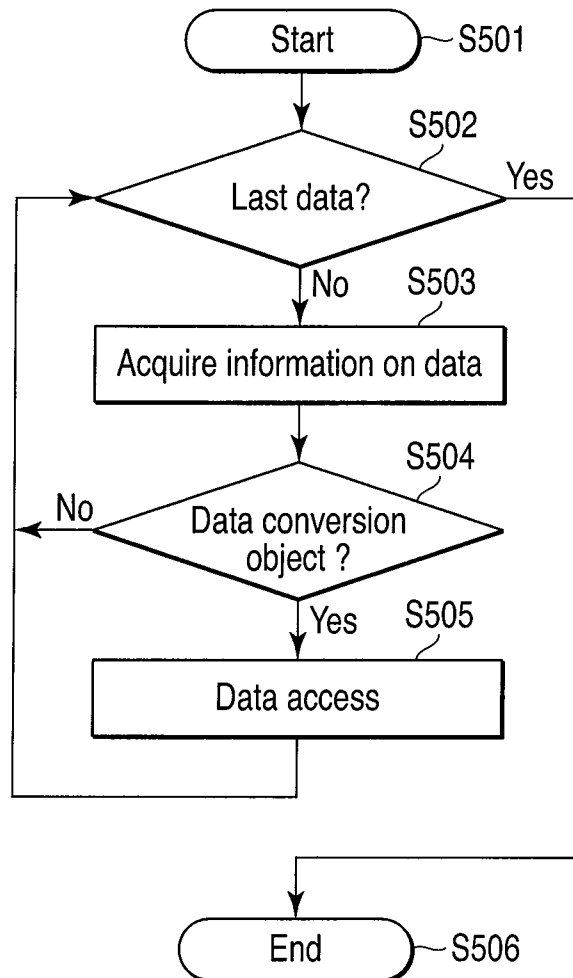 Start
S501
S502
Last data?
Yes
No
S503
Acquire information on data
S504
No
Data conversion
object ?
Yes
S505
Data access
End
S506